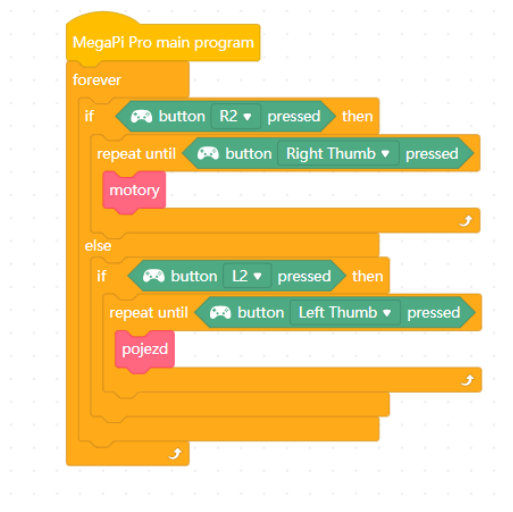 MegaPi Pro main program
forever
if button R2 pressed then
repeat until button Right Thumb pressed
motory
else
if button L2 pressed then
repeat until button Left Thumb pressed
pojezd